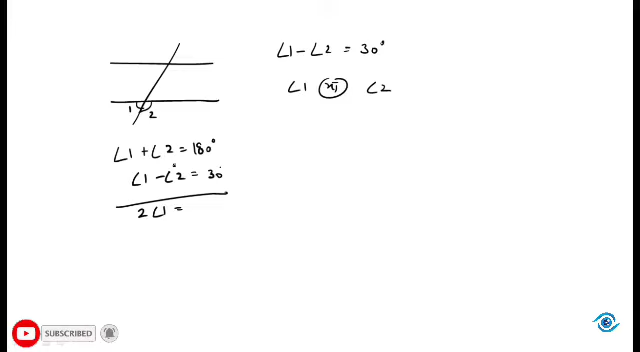 ∠1 - ∠2 = 30°
∠1 ∠2
1 2
∠1 + ∠2 = 180°
∠1 - ∠2 = 30°
2∠1 =
SUBSCRIBED